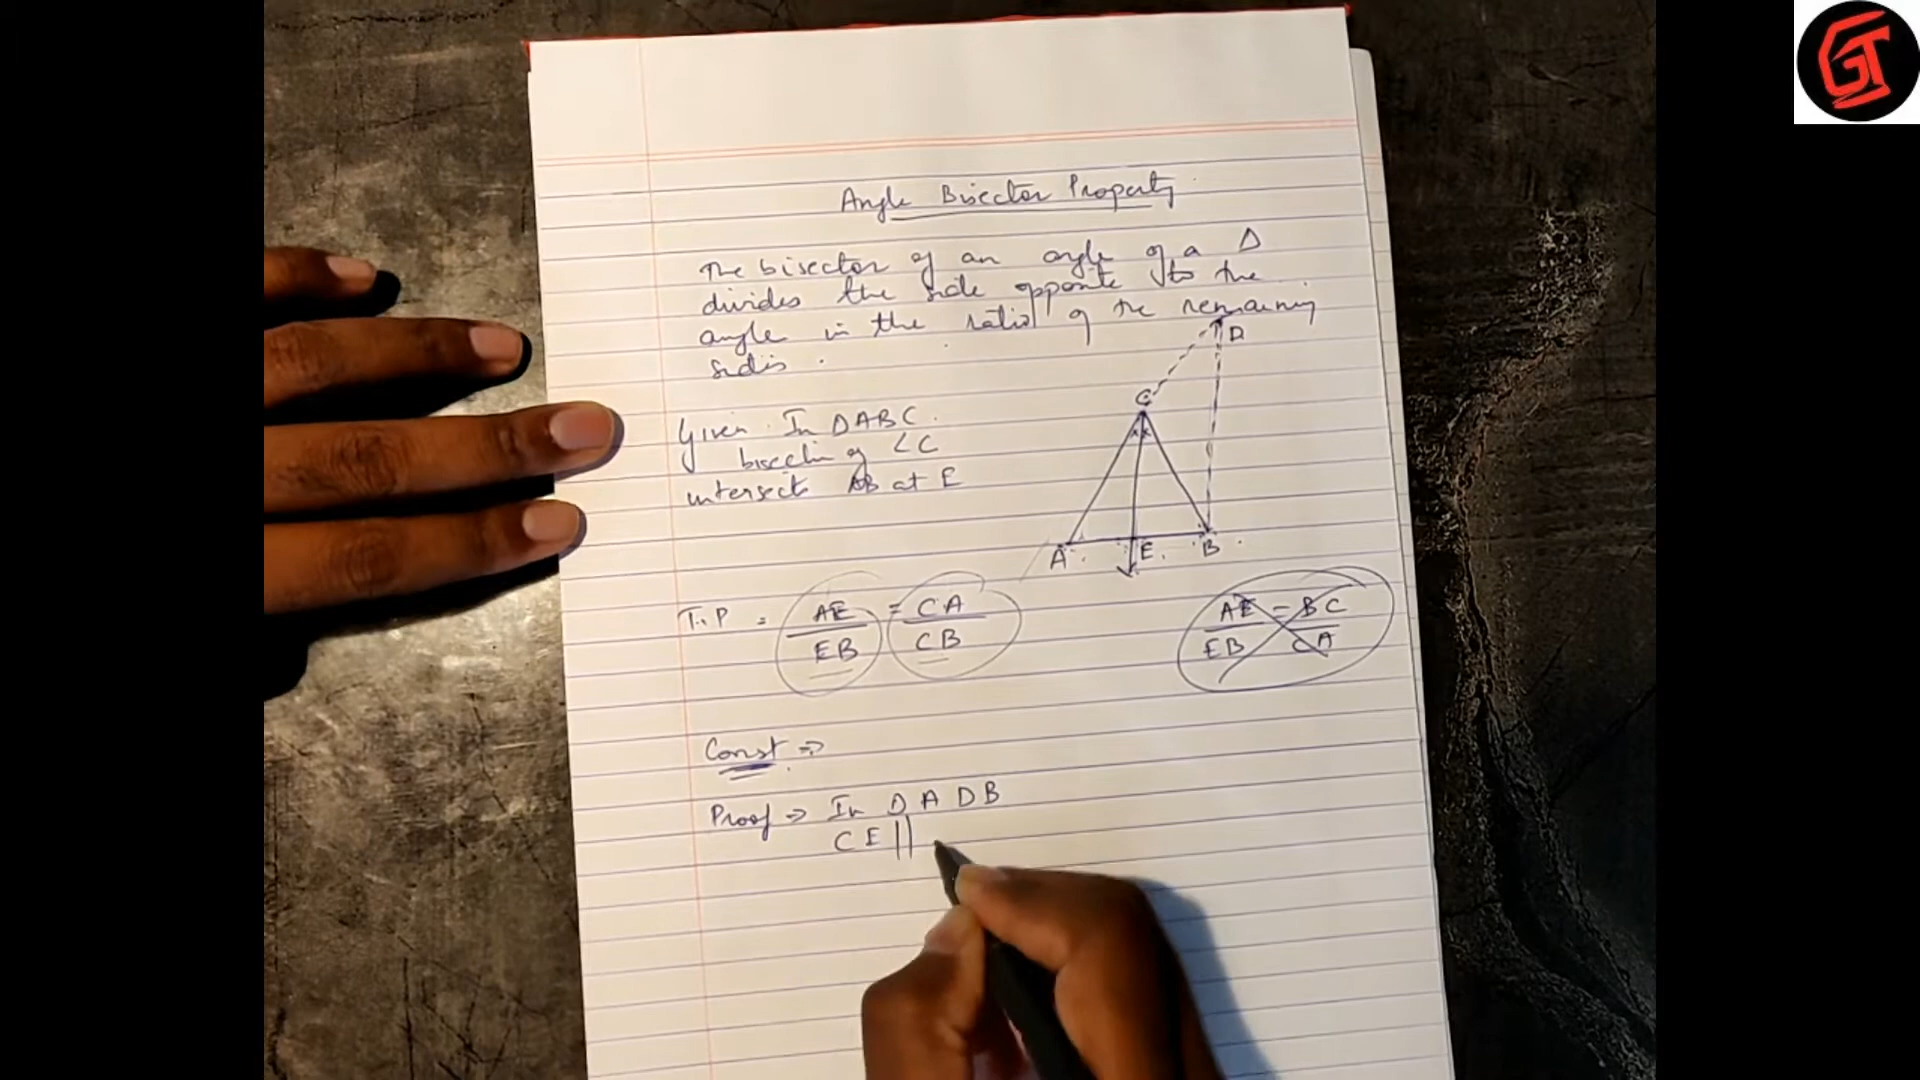 Angle Bisector Property
The bisector of an angle of a Δ
divides the side opposite to the
angle in the ratio of the remaining
sides.
D
C
Given. In ΔABC.
bisector of ∠C
intersects AB at E
A
E.
B
T.P = AE/EB = CA/CB
AE/EB = BC/CA
Const ⇒
Proof ⇒ In Δ ADB
CE ||
GT